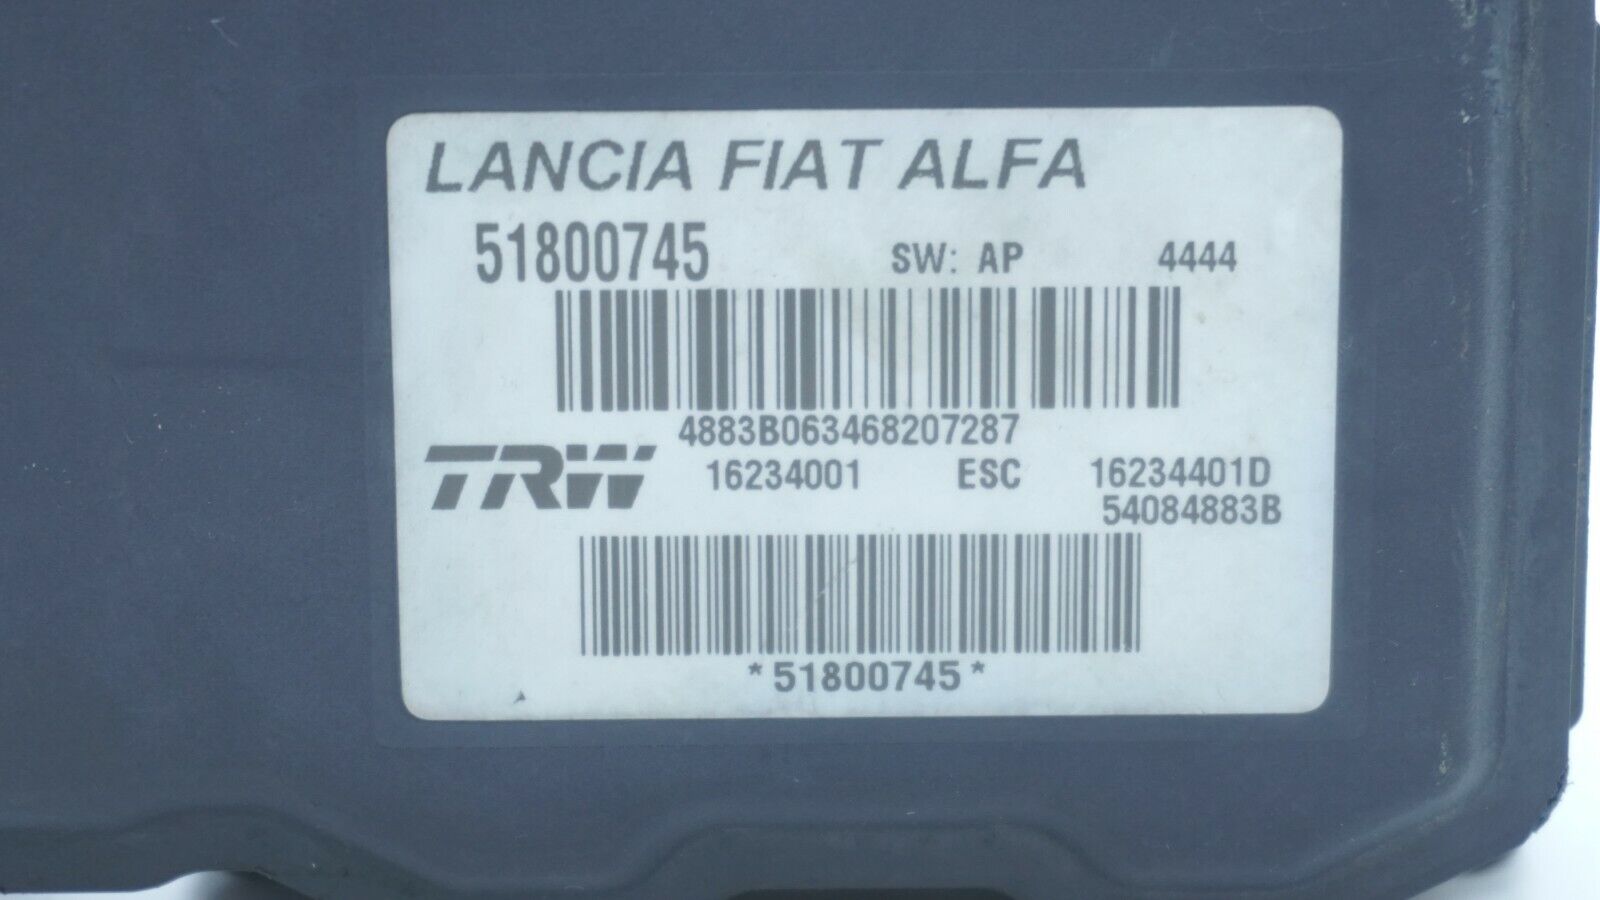 LANCIA FIAT ALFA
51800745 SW: AP 4444
4883B063468207287
TRW 16234001 ESC 16234401D
54084883B
*51800745*